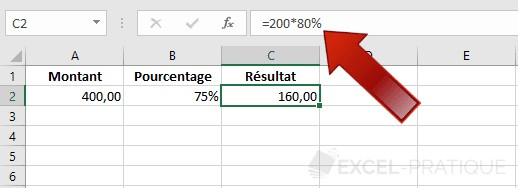 C2 =200*80%
A B C D E
1 Montant Pourcentage Résultat
2 400,00 75% 160,00
3
4
5
6
EXCEL-PRATIQUE